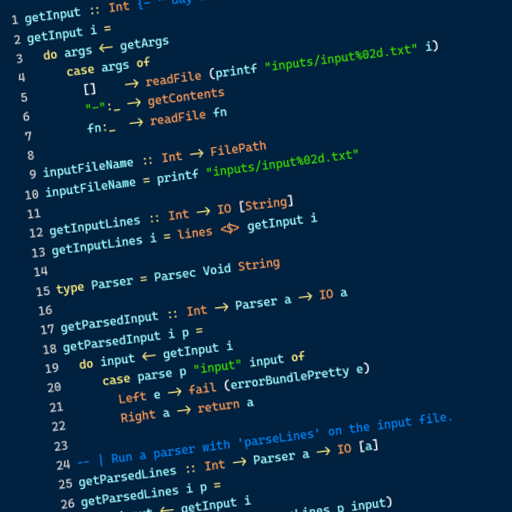 1 getInput :: Int {- ^ day
2 getInput i =
3 do args ← getArgs
4 case args of
5 [] → readFile (printf "inputs/input%02d.txt" i)
6 "-":_ → getContents
7 fn:_ → readFile fn
8
9 inputFileName :: Int → FilePath
10 inputFileName = printf "inputs/input%02d.txt"
11
12 getInputLines :: Int → IO [String]
13 getInputLines i = lines <$> getInput i
14
15 type Parser = Parsec Void String
16
17 getParsedInput :: Int → Parser a → IO a
18 getParsedInput i p =
19 do input ← getInput i
20 case parse p "input" input of
21 Left e → fail (errorBundlePretty e)
22 Right a → return a
23
24 -- | Run a parser with 'parseLines' on the input file.
25 getParsedLines :: Int → Parser a → IO [a]
26 getParsedLines i p =
← getInput i
p input)